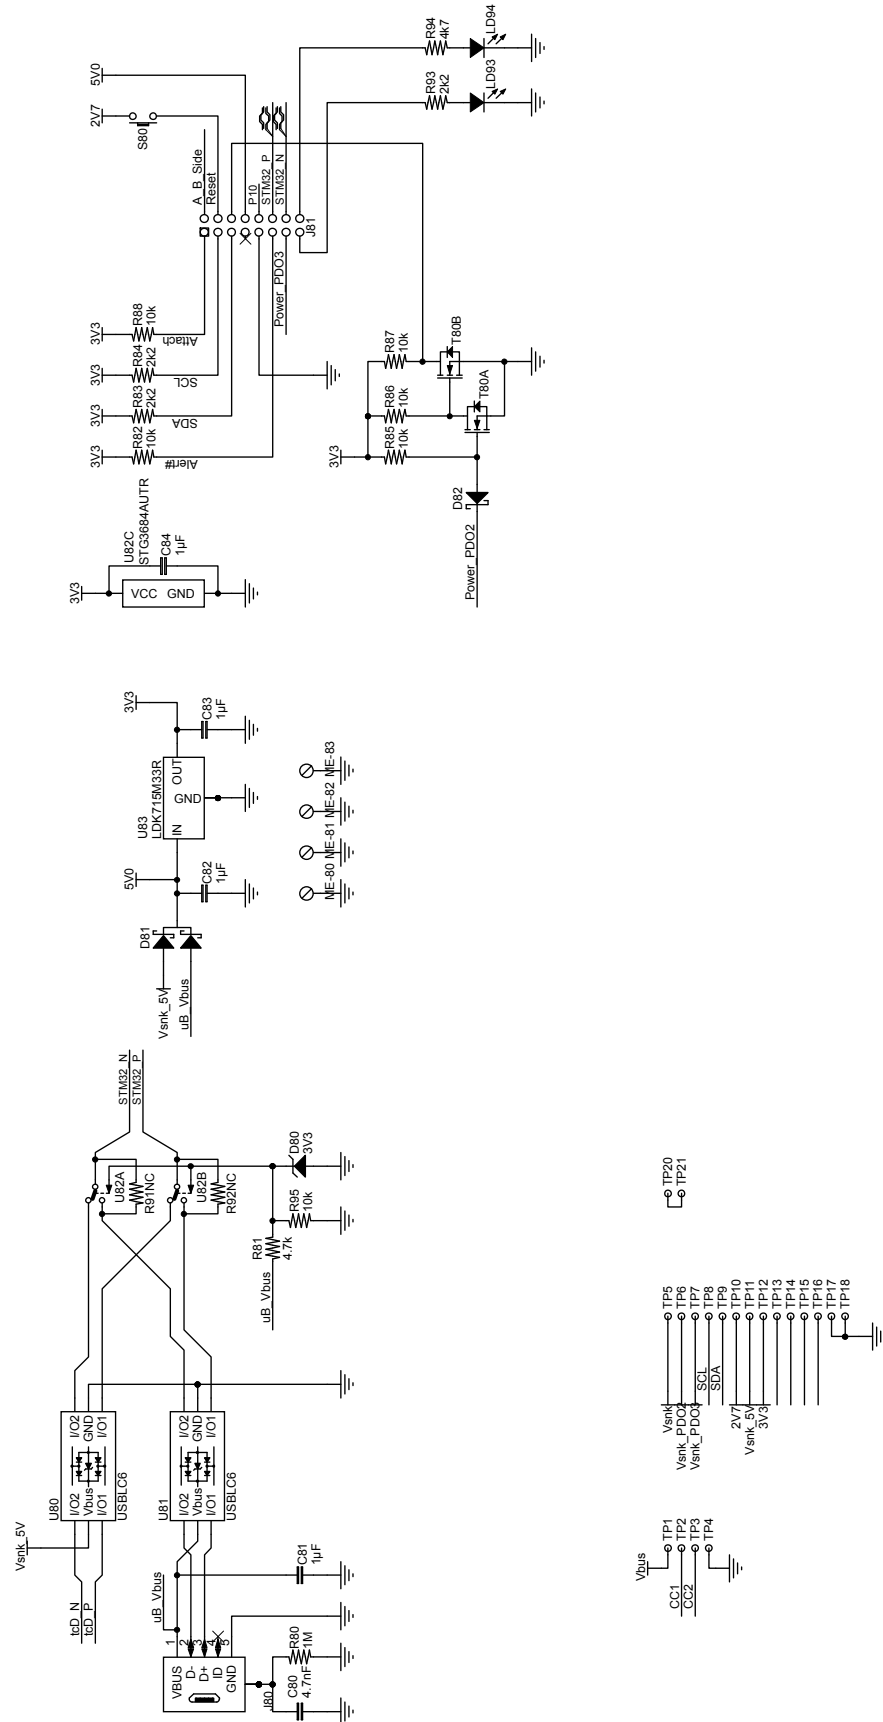 tcD_N
tcD_P
Vsnk_5V
U80
I/O2
Vbus
I/O1
I/O2
GND
I/O1
USBLC6
U81
I/O2
Vbus
I/O1
I/O2
GND
I/O1
USBLC6
uB_Vbus
1
2
3
4
5
VBUS
D-
D+
ID
GND
J80
C80
4.7nF
R80
1M
C81
1µF
U82A
R91NC
U82B
R92NC
STM32_N
STM32_P
uB_Vbus
R81
4.7k
R95
10k
D80
3V3
Vsnk_5V
uB_Vbus
D81
5V0
C82
1µF
U83
LDK715M33R
IN
GND
OUT
3V3
C83
1µF
ME-80
ME-81
ME-82
ME-83
3V3
U82C
STG3684AUTR
VCC
GND
C84
1µF
3V3
R82
10k
Alert#
3V3
R83
2k2
SDA
3V3
R84
2k2
SCL
3V3
R88
10k
Attach
2V7
S80
5V0
A_B_Side
Reset
P10
STM32_P
STM32_N
J81
Power_PDO3
R94
4k7
LD94
R93
2k2
LD93
Power_PDO2
D82
3V3
R85
10k
R86
10k
R87
10k
T80A
T80B
Vbus
CC1
CC2
TP1
TP2
TP3
TP4
Vsnk
Vsnk_PDO2
Vsnk_PDO3
SCL
SDA
2V7
Vsnk_5V
3V3
TP5
TP6
TP7
TP8
TP9
TP10
TP11
TP12
TP13
TP14
TP15
TP16
TP17
TP18
TP20
TP21